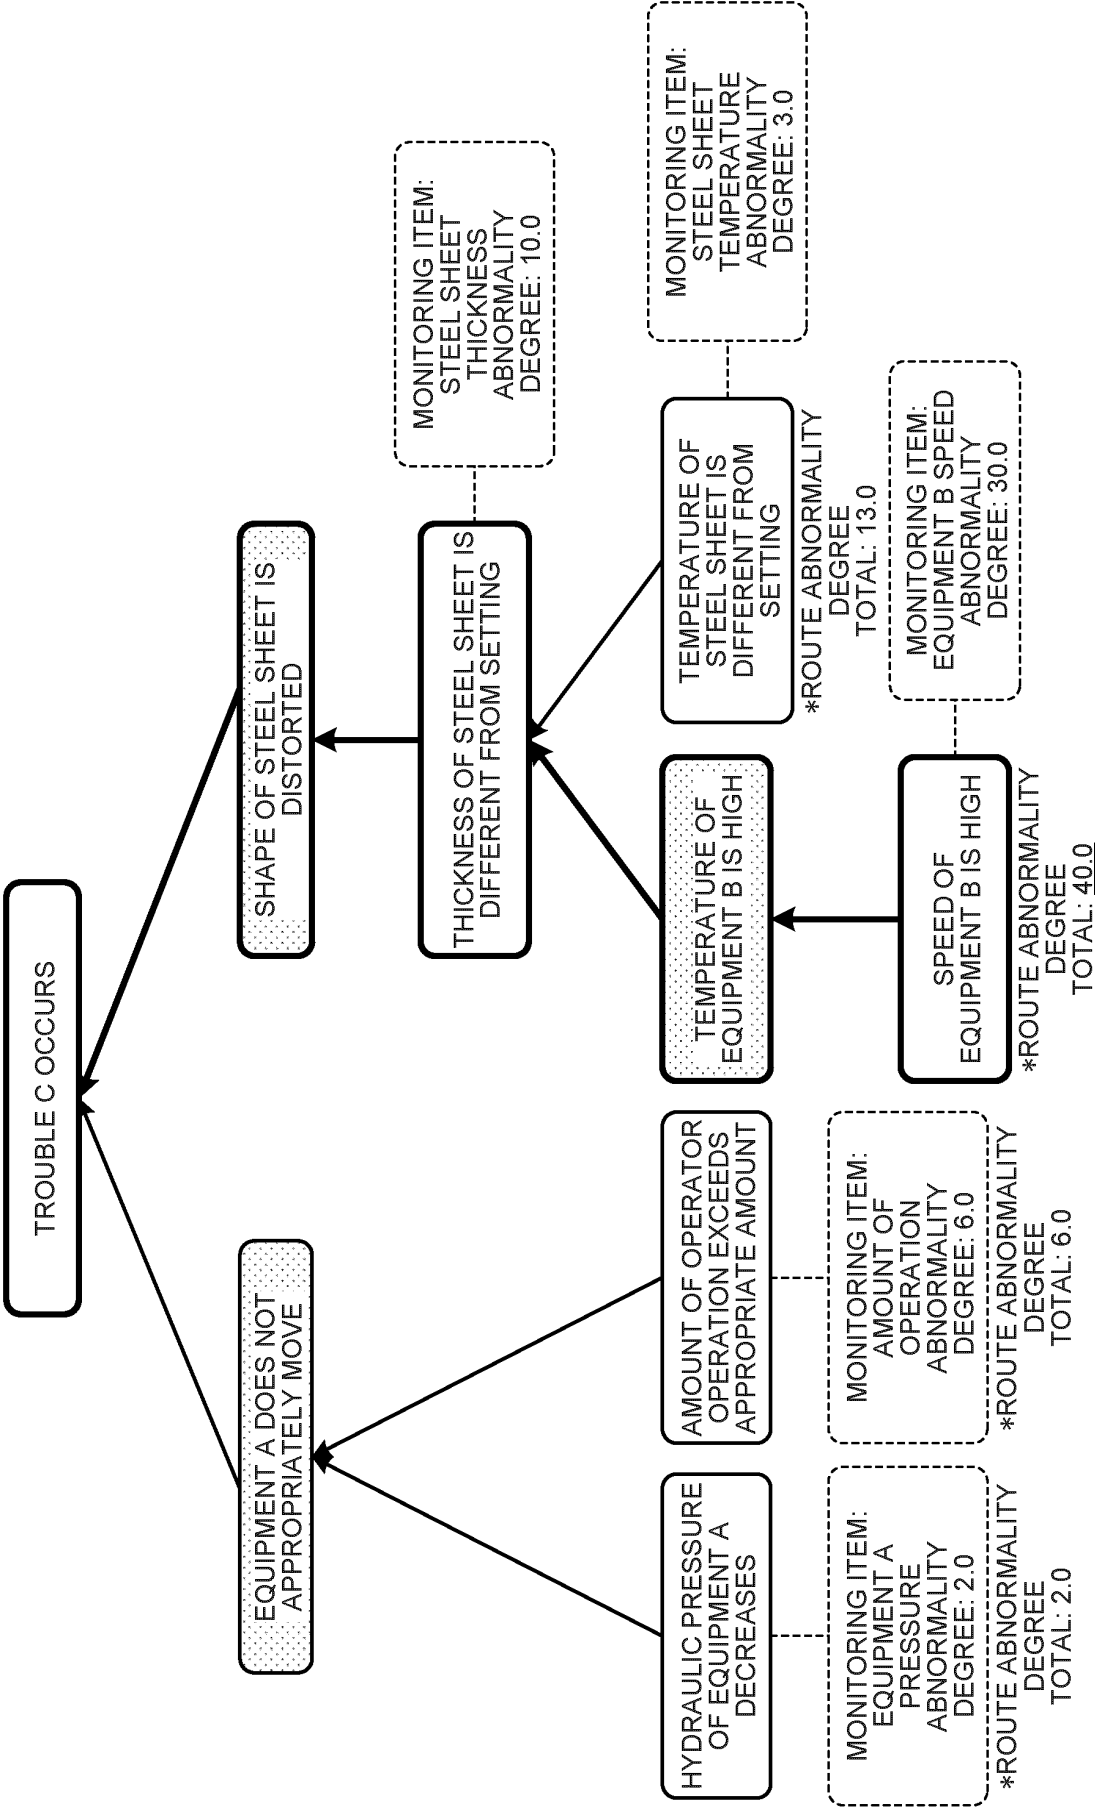 TROUBLE C OCCURS
EQUIPMENT A DOES NOT
APPROPRIATELY MOVE
SHAPE OF STEEL SHEET IS
DISTORTED
THICKNESS OF STEEL SHEET IS
DIFFERENT FROM SETTING
MONITORING ITEM:
STEEL SHEET
THICKNESS
ABNORMALITY
DEGREE: 10.0
HYDRAULIC PRESSURE
OF EQUIPMENT A
DECREASES
MONITORING ITEM:
EQUIPMENT A
PRESSURE
ABNORMALITY
DEGREE: 2.0
*ROUTE ABNORMALITY
DEGREE
TOTAL: 2.0
AMOUNT OF OPERATOR
OPERATION EXCEEDS
APPROPRIATE AMOUNT
MONITORING ITEM:
AMOUNT OF
OPERATION
ABNORMALITY
DEGREE: 6.0
*ROUTE ABNORMALITY
DEGREE
TOTAL: 6.0
TEMPERATURE OF
EQUIPMENT B IS HIGH
SPEED OF
EQUIPMENT B IS HIGH
*ROUTE ABNORMALITY
DEGREE
TOTAL: 40.0
MONITORING ITEM:
EQUIPMENT B SPEED
ABNORMALITY
DEGREE: 30.0
TEMPERATURE OF
STEEL SHEET IS
DIFFERENT FROM
SETTING
*ROUTE ABNORMALITY
DEGREE
TOTAL: 13.0
MONITORING ITEM:
STEEL SHEET
TEMPERATURE
ABNORMALITY
DEGREE: 3.0